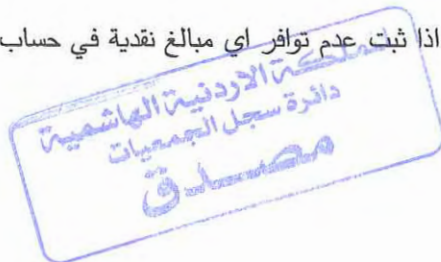 اذا ثبت عدم توافر اي مبالغ نقدية في حساب
المملكة الاردنية الهاشمية
دائرة سجل الجمعيات
مصدق